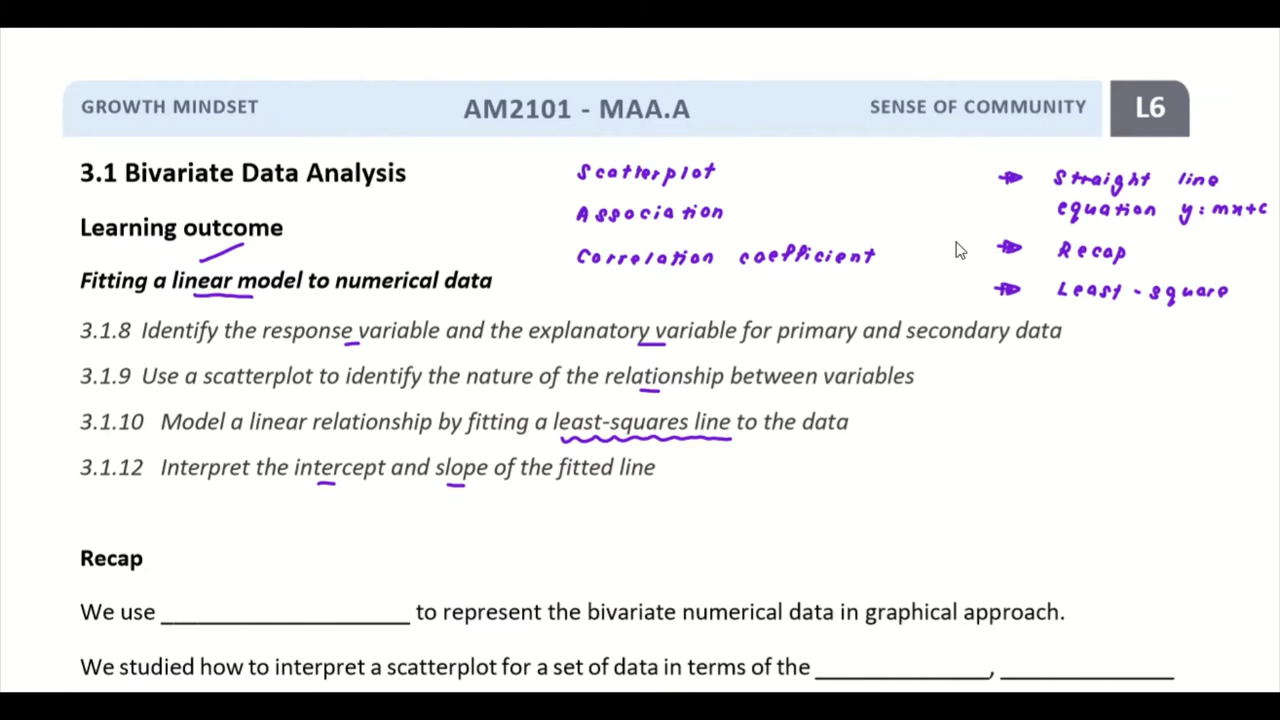 GROWTH MINDSET AM2101 - MAA.A SENSE OF COMMUNITY L6
3.1 Bivariate Data Analysis
Scatterplot
Association
Correlation coefficient
Straight line
equation y = mx+c
Recap
Least - square
Learning outcome
Fitting a linear model to numerical data
3.1.8 Identify the response variable and the explanatory variable for primary and secondary data
3.1.9 Use a scatterplot to identify the nature of the relationship between variables
3.1.10 Model a linear relationship by fitting a least-squares line to the data
3.1.12 Interpret the intercept and slope of the fitted line
Recap
We use ____________________ to represent the bivariate numerical data in graphical approach.
We studied how to interpret a scatterplot for a set of data in terms of the ______________, ______________